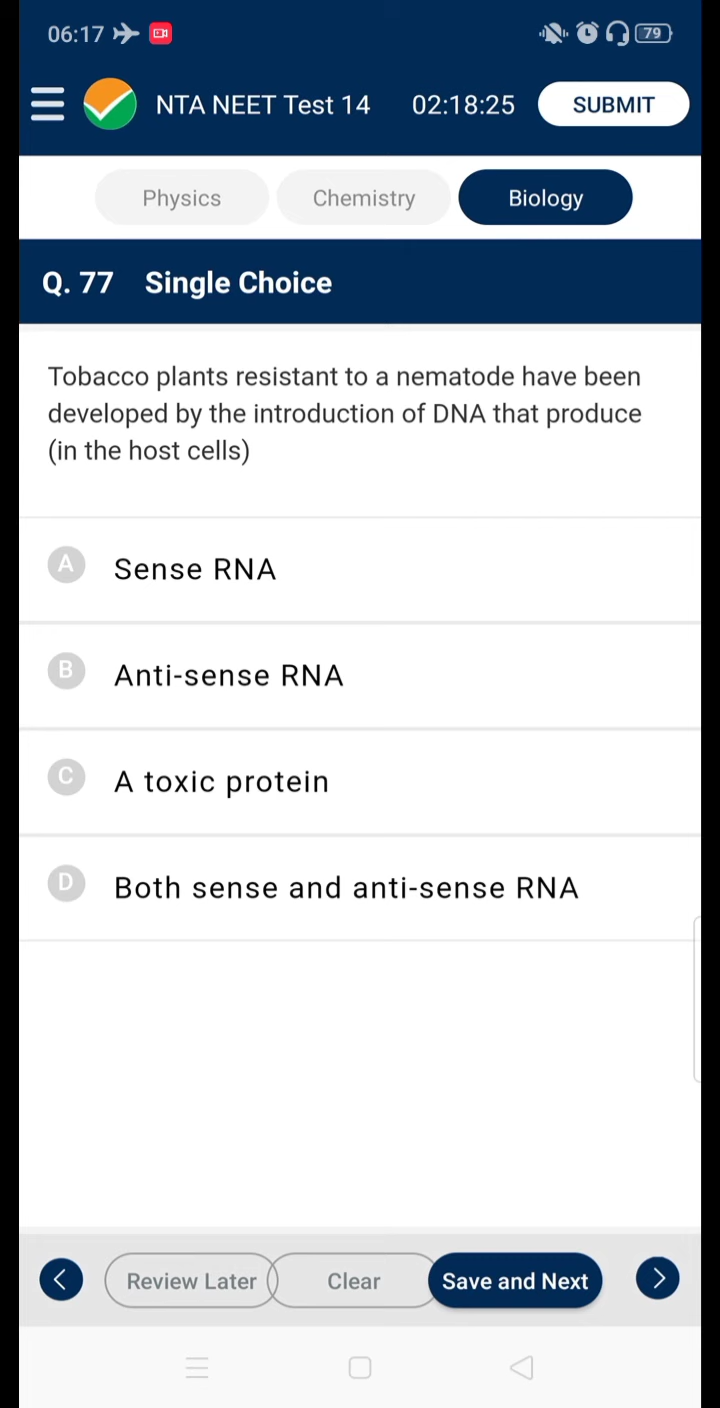 06:17 79
NTA NEET Test 14 02:18:25 SUBMIT
Physics Chemistry Biology
Q. 77 Single Choice
Tobacco plants resistant to a nematode have been
developed by the introduction of DNA that produce
(in the host cells)
A Sense RNA
B Anti-sense RNA
C A toxic protein
D Both sense and anti-sense RNA
Review Later Clear Save and Next